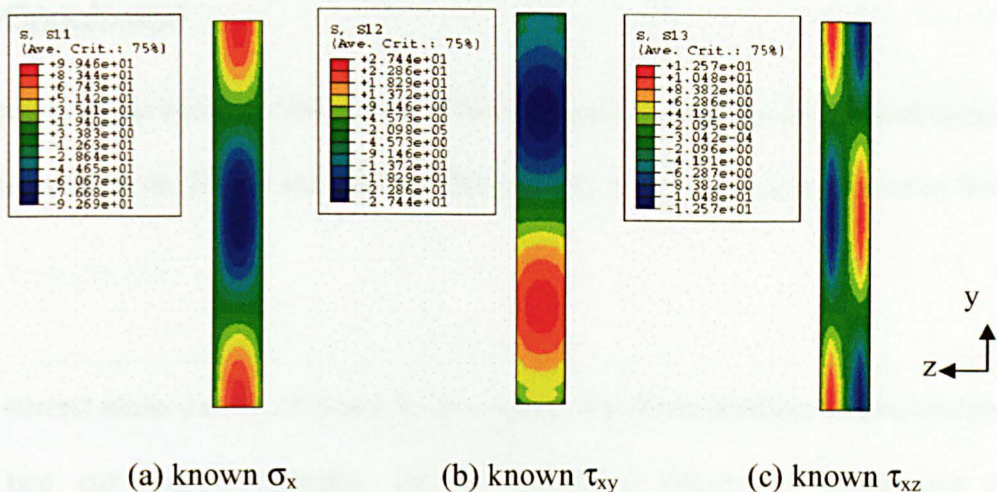 S, S11
(Ave. Crit.: 75%)
+9.946e+01
+8.344e+01
+6.743e+01
+5.142e+01
+3.541e+01
+1.940e+01
+3.383e+00
-1.263e+01
-2.864e+01
-4.465e+01
-6.067e+01
-7.668e+01
-9.269e+01
S, S12
(Ave. Crit.: 75%)
+2.744e+01
+2.286e+01
+1.829e+01
+1.372e+01
+9.146e+00
+4.573e+00
-2.098e-05
-4.573e+00
-9.146e+00
-1.372e+01
-1.829e+01
-2.286e+01
-2.744e+01
S, S13
(Ave. Crit.: 75%)
+1.257e+01
+1.048e+01
+8.382e+00
+6.286e+00
+4.191e+00
+2.095e+00
-3.042e-04
-2.096e+00
-4.191e+00
-6.287e+00
-8.382e+00
-1.048e+01
-1.257e+01
y
z
(a) known σx
(b) known τxy
(c) known τxz